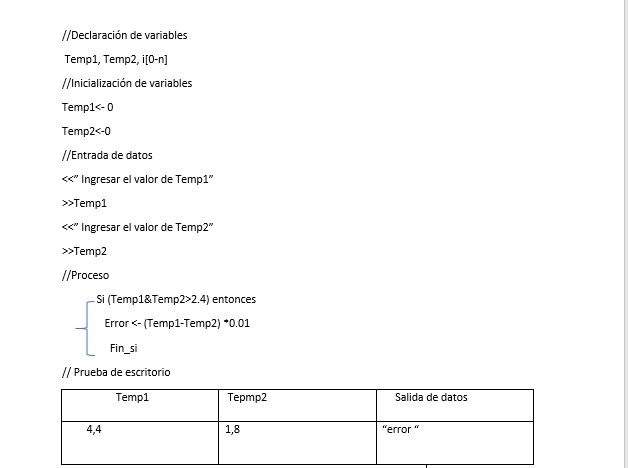 //Declaración de variables
Temp1, Temp2, i[0-n]
//Inicialización de variables
Temp1<- 0
Temp2<-0
//Entrada de datos
<<” Ingresar el valor de Temp1”
>>Temp1
<<” Ingresar el valor de Temp2”
>>Temp2
//Proceso
Si (Temp1&Temp2>2.4) entonces
Error <- (Temp1-Temp2) *0.01
Fin_si
// Prueba de escritorio
Temp1 Tepmp2 Salida de datos
4,4 1,8 “error “